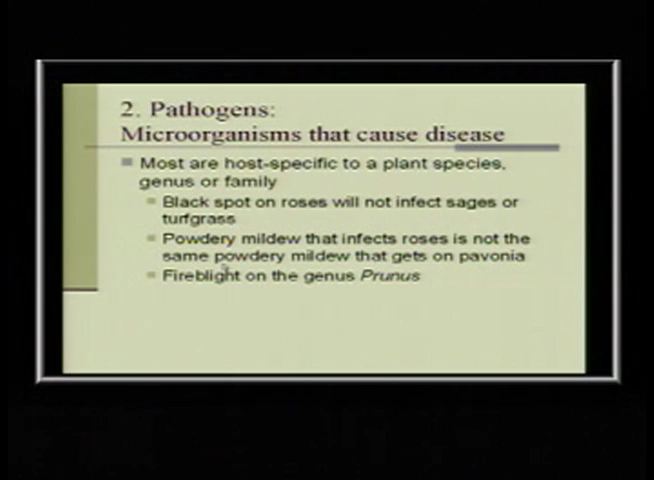 2. Pathogens:
Microorganisms that cause disease
Most are host-specific to a plant species,
genus or family
Black spot on roses will not infect sages or
turfgrass
Powdery mildew that infects roses is not the
same powdery mildew that gets on pavonia
Fireblight on the genus Prunus